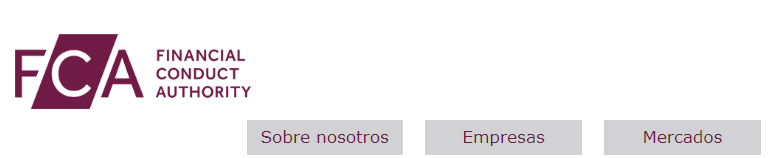 FCA
FINANCIAL
CONDUCT
AUTHORITY
Sobre nosotros
Empresas
Mercados